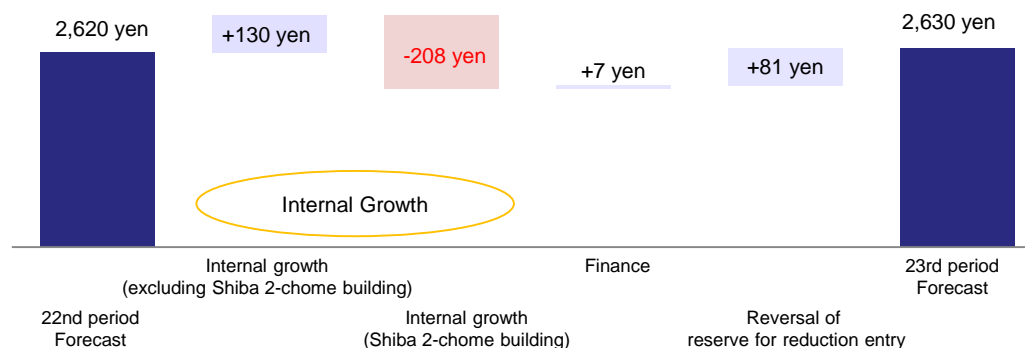 2,620 yen
+130 yen
-208 yen
+7 yen
+81 yen
2,630 yen
Internal Growth
Internal growth
(excluding Shiba 2-chome building)
Finance
23rd period
Forecast
22nd period
Forecast
Internal growth
(Shiba 2-chome building)
Reversal of
reserve for reduction entry